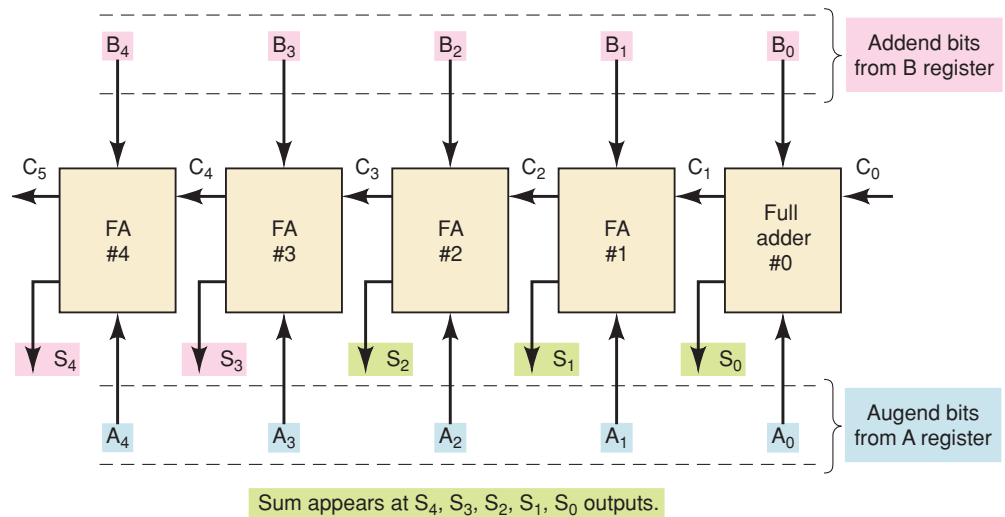 B₄ B₃ B₂ B₁ B₀
Addend bits
from B register
C₅ C₄ C₃ C₂ C₁ C₀
FA
#4
FA
#3
FA
#2
FA
#1
Full
adder
#0
S₄ S₃ S₂ S₁ S₀
A₄ A₃ A₂ A₁ A₀
Augend bits
from A register
Sum appears at S₄, S₃, S₂, S₁, S₀ outputs.